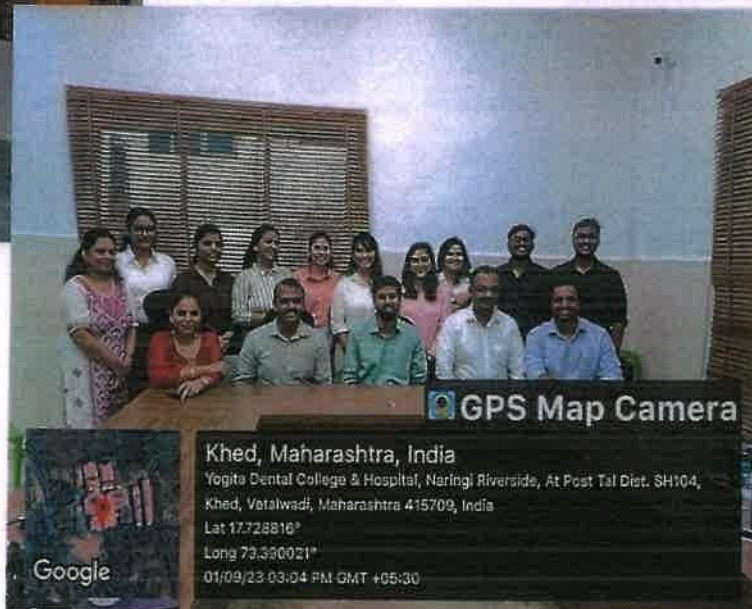 GPS Map Camera
Khed, Maharashtra, India
Yogita Dental College & Hospital, Naringi Riverside, At Post Tal Dist. SH104,
Khed, Vetalwadi, Maharashtra 415709, India
Lat 17.728816°
Long 73.390021°
01/09/23 03:04 PM GMT +05:30
Google